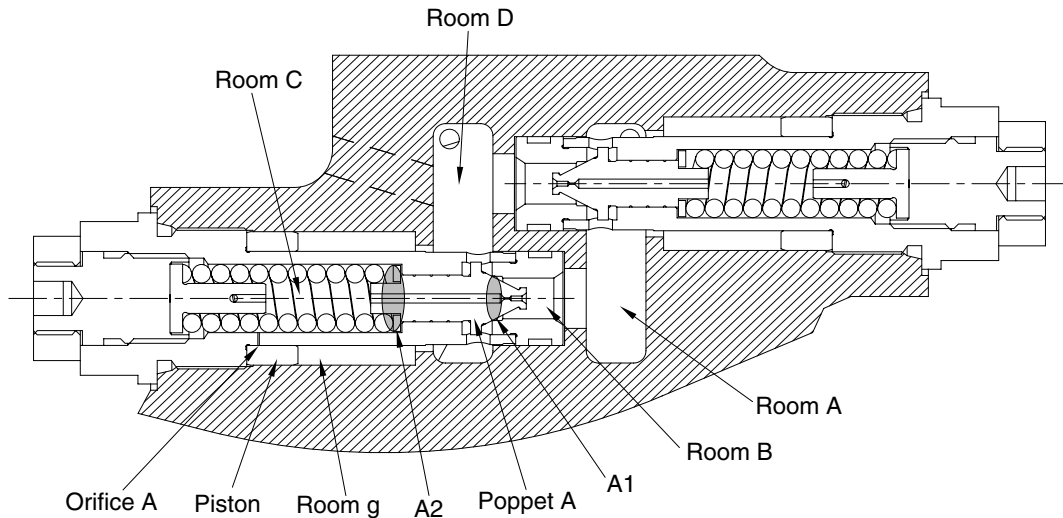 Room D
Room C
Room A
Room B
Orifice A
Piston
Room g
A2
Poppet A
A1